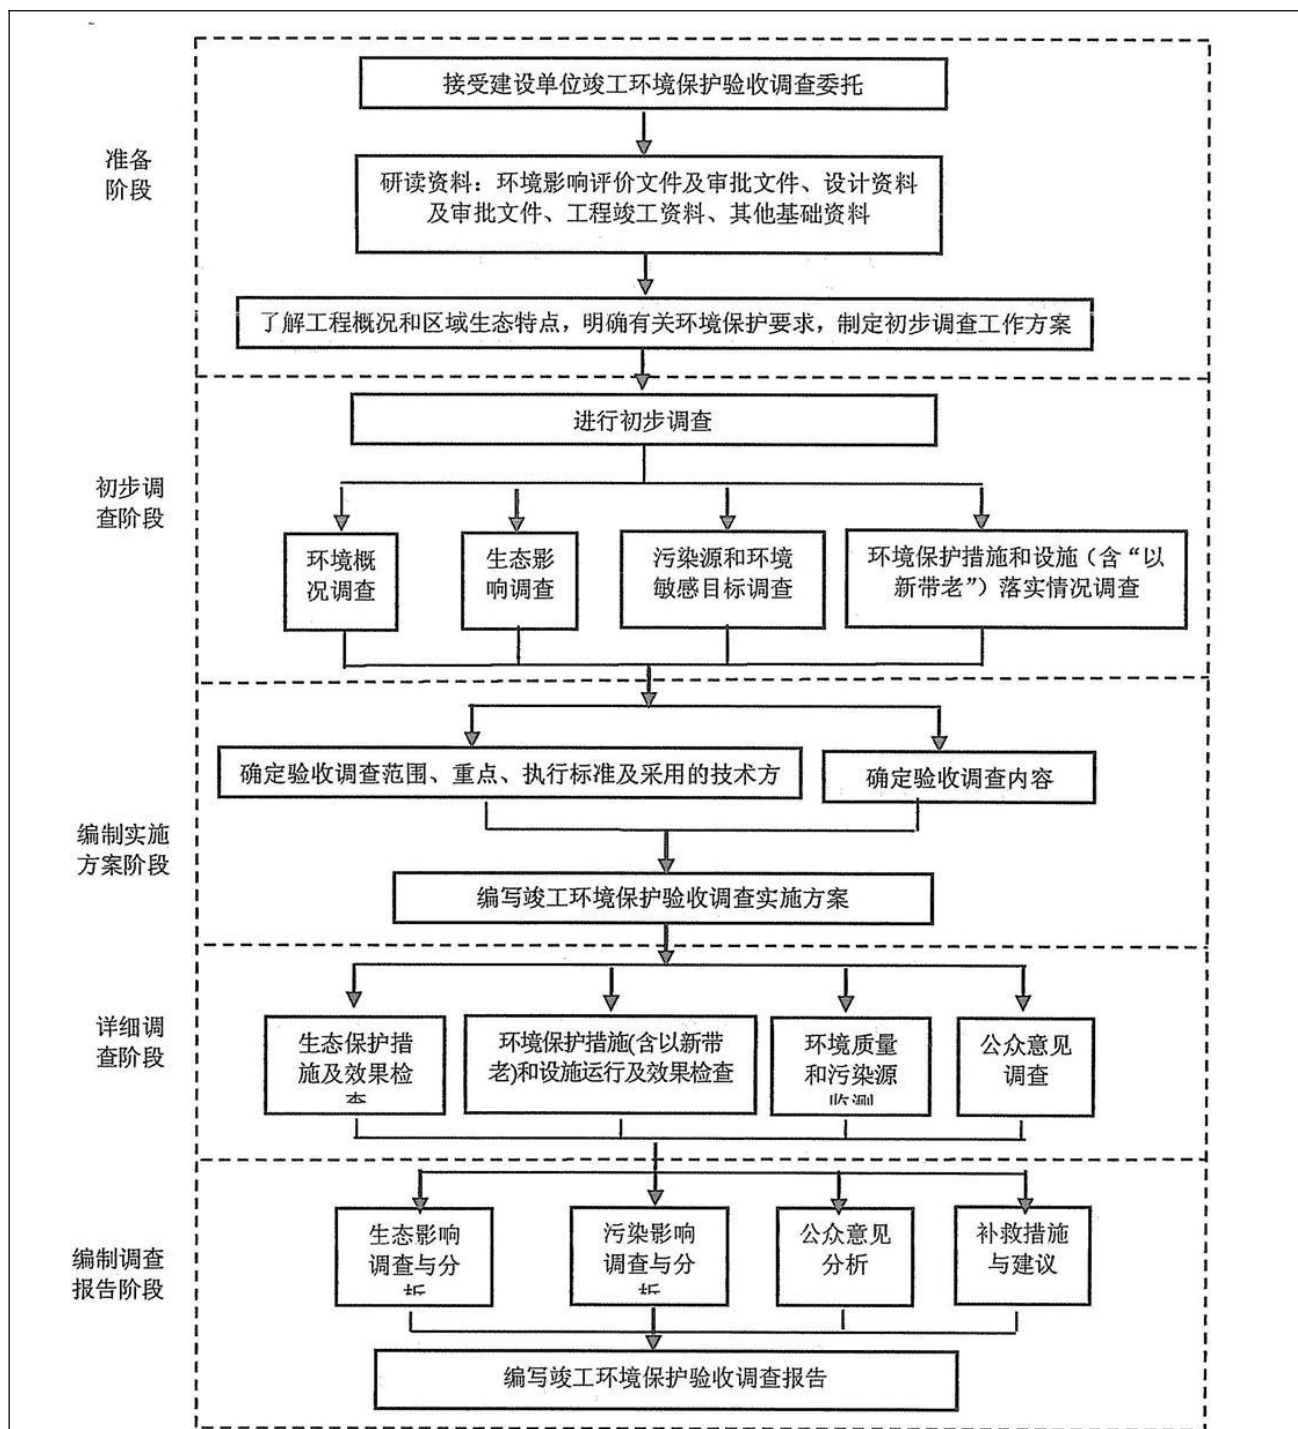 准备
阶段
接受建设单位竣工环境保护验收调查委托
研读资料：环境影响评价文件及审批文件、设计资料
及审批文件、工程竣工资料、其他基础资料
了解工程概况和区域生态特点，明确有关环境保护要求，制定初步调查工作方案
初步调
查阶段
进行初步调查
环境概
况调查
生态影
响调查
污染源和环境
敏感目标调查
环境保护措施和设施（含“以
新带老”）落实情况调查
编制实施
方案阶段
确定验收调查范围、重点、执行标准及采用的技术方
确定验收调查内容
编写竣工环境保护验收调查实施方案
详细调
查阶段
生态保护措
施及效果检
查
环境保护措施(含以新带
老)和设施运行及效果检查
环境质量
和污染源
监测
公众意见
调查
编制调查
报告阶段
生态影响
调查与分
析
污染影响
调查与分
析
公众意见
分析
补救措施
与建议
编写竣工环境保护验收调查报告